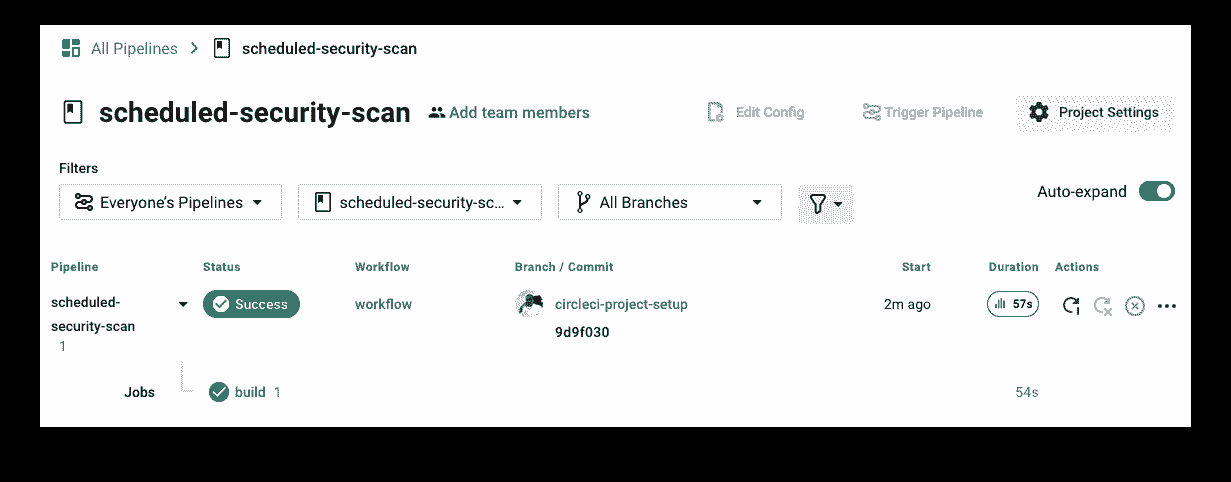 All Pipelines > scheduled-security-scan
scheduled-security-scan Add team members Edit Config Trigger Pipeline Project Settings
Filters
Everyone’s Pipelines scheduled-security-sc... All Branches Auto-expand
Pipeline Status Workflow Branch / Commit Start Duration Actions
scheduled- Success workflow circleci-project-setup 2m ago 57s
security-scan 9d9f030
1
Jobs build 1 54s